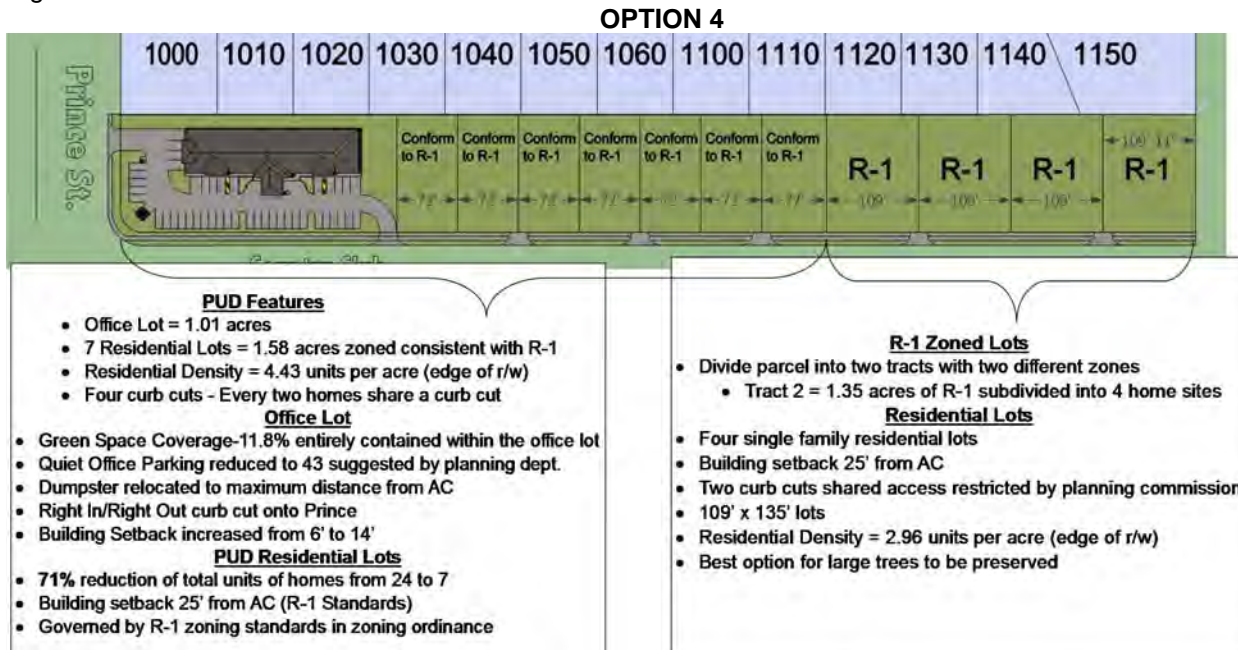 OPTION 4
1000 1010 1020 1030 1040 1050 1060 1100 1110 1120 1130 1140 1150
Prince St.
Conform to R-1 Conform to R-1 Conform to R-1 Conform to R-1 Conform to R-1 Conform to R-1 Conform to R-1
R-1 R-1 R-1 R-1
72' 72' 72' 72' 72' 72' 109' 109' 109'
PUD Features
• Office Lot = 1.01 acres
• 7 Residential Lots = 1.58 acres zoned consistent with R-1
• Residential Density = 4.43 units per acre (edge of r/w)
• Four curb cuts - Every two homes share a curb cut
Office Lot
• Green Space Coverage-11.8% entirely contained within the office lot
• Quiet Office Parking reduced to 43 suggested by planning dept.
• Dumpster relocated to maximum distance from AC
• Right In/Right Out curb cut onto Prince
• Building Setback increased from 6' to 14'
PUD Residential Lots
• 71% reduction of total units of homes from 24 to 7
• Building setback 25' from AC (R-1 Standards)
• Governed by R-1 zoning standards in zoning ordinance
R-1 Zoned Lots
• Divide parcel into two tracts with two different zones
• Tract 2 = 1.35 acres of R-1 subdivided into 4 home sites
Residential Lots
• Four single family residential lots
• Building setback 25' from AC
• Two curb cuts shared access restricted by planning commission
• 109' x 135' lots
• Residential Density = 2.96 units per acre (edge of r/w)
• Best option for large trees to be preserved